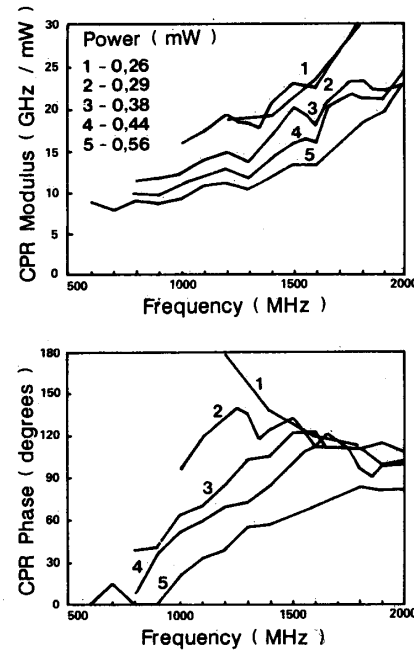 CPR Modulus ( GHz / mW )
30
25
20
15
10
5
0
Power ( mW )
1 - 0,26
2 - 0,29
3 - 0,38
4 - 0,44
5 - 0,56
1
2
3
4
5
500 1000 1500 2000
Frequency ( MHz )
CPR Phase ( degrees )
180
150
120
90
60
30
0
1
2
3
4
5
500 1000 1500 2000
Frequency ( MHz )